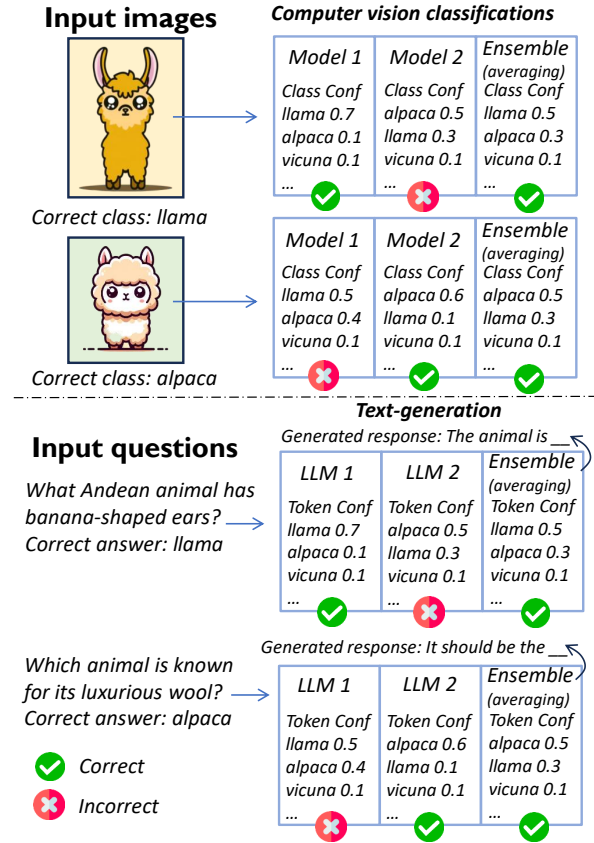 Input images
Computer vision classifications
Model 1
Class Conf
llama 0.7
alpaca 0.1
vicuna 0.1
...
Model 2
Class Conf
alpaca 0.5
llama 0.3
vicuna 0.1
...
Ensemble
(averaging)
Class Conf
llama 0.5
alpaca 0.3
vicuna 0.1
...
Correct class: llama
Model 1
Class Conf
llama 0.5
alpaca 0.4
vicuna 0.1
...
Model 2
Class Conf
alpaca 0.6
llama 0.1
vicuna 0.1
...
Ensemble
(averaging)
Class Conf
alpaca 0.5
llama 0.3
vicuna 0.1
...
Correct class: alpaca
Text-generation
Input questions
Generated response: The animal is __
What Andean animal has
banana-shaped ears?
Correct answer: llama
LLM 1
Token Conf
llama 0.7
alpaca 0.1
vicuna 0.1
...
LLM 2
Token Conf
alpaca 0.5
llama 0.3
vicuna 0.1
...
Ensemble
(averaging)
Token Conf
llama 0.5
alpaca 0.3
vicuna 0.1
...
Generated response: It should be the __
Which animal is known
for its luxurious wool?
Correct answer: alpaca
LLM 1
Token Conf
llama 0.5
alpaca 0.4
vicuna 0.1
...
LLM 2
Token Conf
alpaca 0.6
llama 0.1
vicuna 0.1
...
Ensemble
(averaging)
Token Conf
alpaca 0.5
llama 0.3
vicuna 0.1
...
Correct
Incorrect